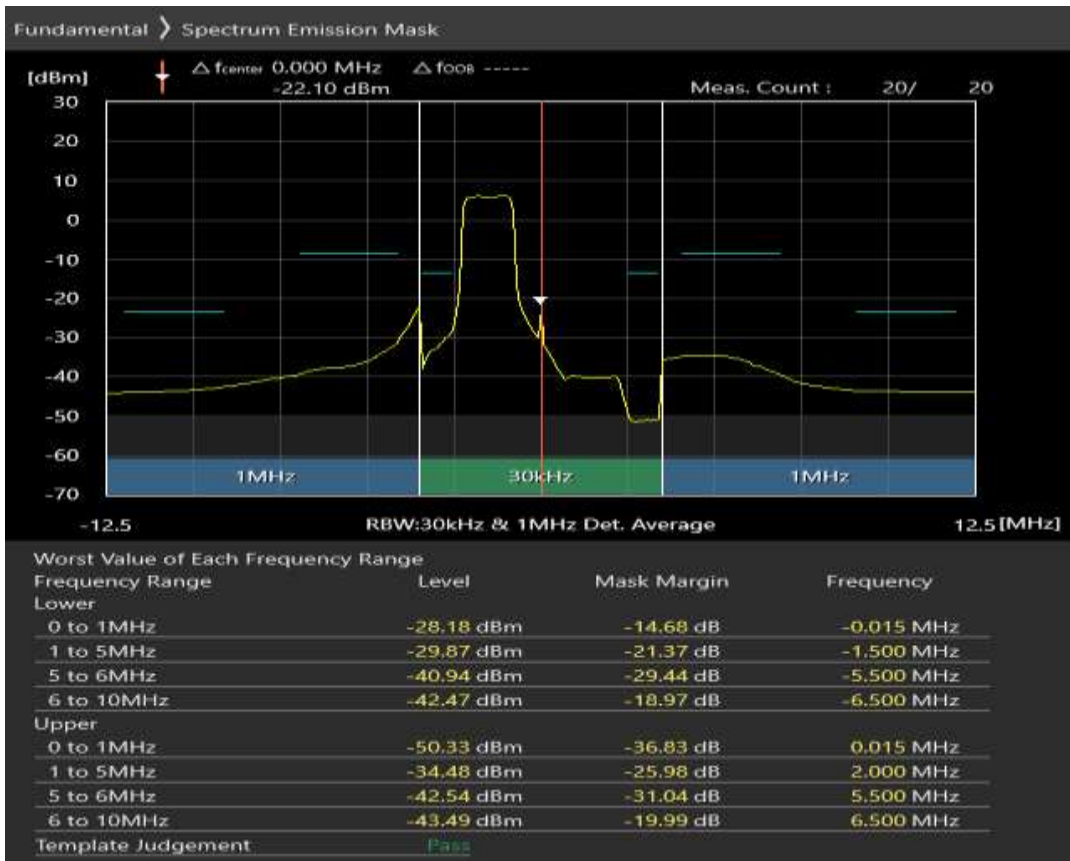 Fundamental 〉 Spectrum Emission Mask
[dBm] △ fcenter 0.000 MHz △ fOOB -----
-22.10 dBm Meas. Count : 20/ 20
30
20
10
0
-10
-20
-30
-40
-50
-60
-70
1MHz 30kHz 1MHz
-12.5 RBW:30kHz & 1MHz Det. Average 12.5 [MHz]
Worst Value of Each Frequency Range
Frequency Range Level Mask Margin Frequency
Lower
0 to 1MHz -28.18 dBm -14.68 dB -0.015 MHz
1 to 5MHz -29.87 dBm -21.37 dB -1.500 MHz
5 to 6MHz -40.94 dBm -29.44 dB -5.500 MHz
6 to 10MHz -42.47 dBm -18.97 dB -6.500 MHz
Upper
0 to 1MHz -50.33 dBm -36.83 dB 0.015 MHz
1 to 5MHz -34.48 dBm -25.98 dB 2.000 MHz
5 to 6MHz -42.54 dBm -31.04 dB 5.500 MHz
6 to 10MHz -43.49 dBm -19.99 dB 6.500 MHz
Template Judgement Pass